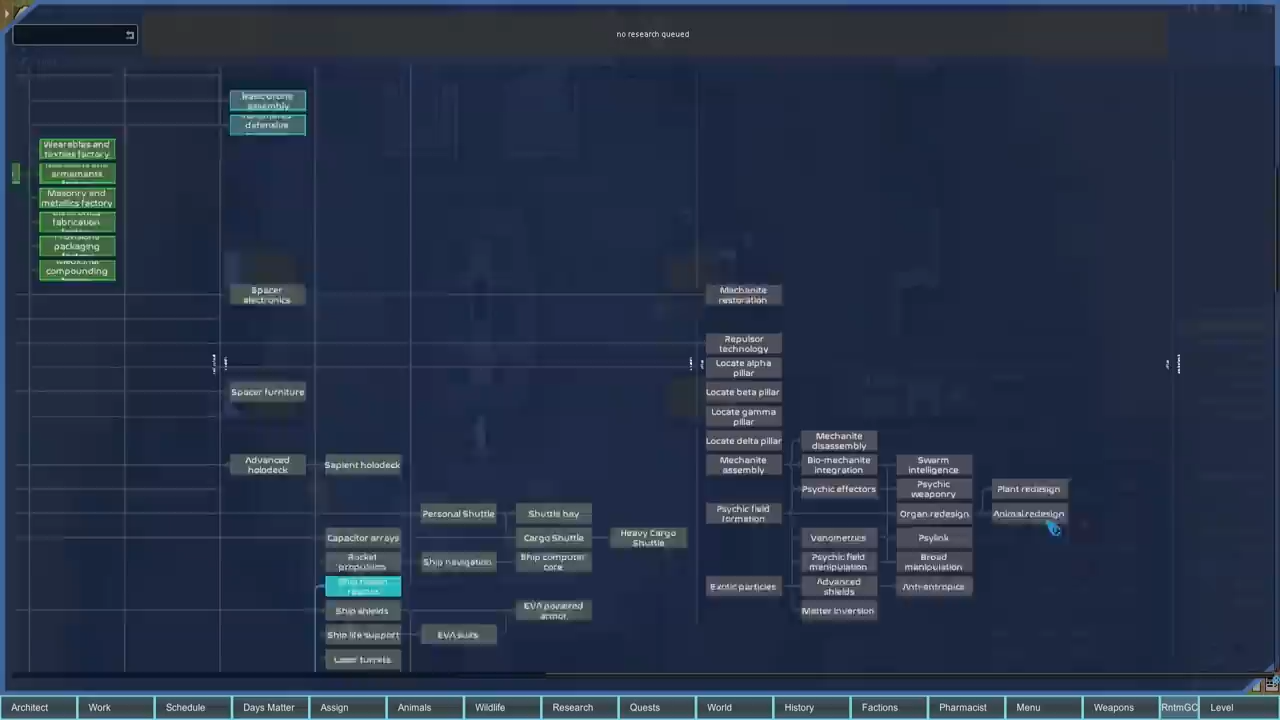 no research queued
assembly
defensive
Wearables and
textiles factory
armaments
Masonry and
metallics factory
fabrication
packaging
compounding
Spacer
electronics
Mechanite
restoration
Repulsor
technology
Locate alpha
pillar
Spacer furniture
Locate beta pillar
Locate gamma
pillar
Locate delta pillar
Mechanite
disassembly
Advanced
holodeck
Sapient holodeck
Mechanite
assembly
Bio-mechanite
integration
Swarm
intelligence
Psychic effectors
Psychic
weaponry
Plant redesign
Personal Shuttle
Shuttle bay
Psychic field
formation
Organ redesign
Animal redesign
Capacitor arrays
Cargo Shuttle
Heavy Cargo
Shuttle
Vanometrics
Psylink
Rocket
propulsion
Ship navigation
Ship computer
core
Psychic field
manipulation
Broad
manipulation
Exotic particles
Advanced
shields
Anti-entropics
Ship shields
EVA powered
armor
Matter inversion
Ship life support
EVA suits
Laser turrets
Architect Work Schedule Days Matter Assign Animals Wildlife Research Quests World History Factions Pharmacist Menu Weapons RntmGC Level